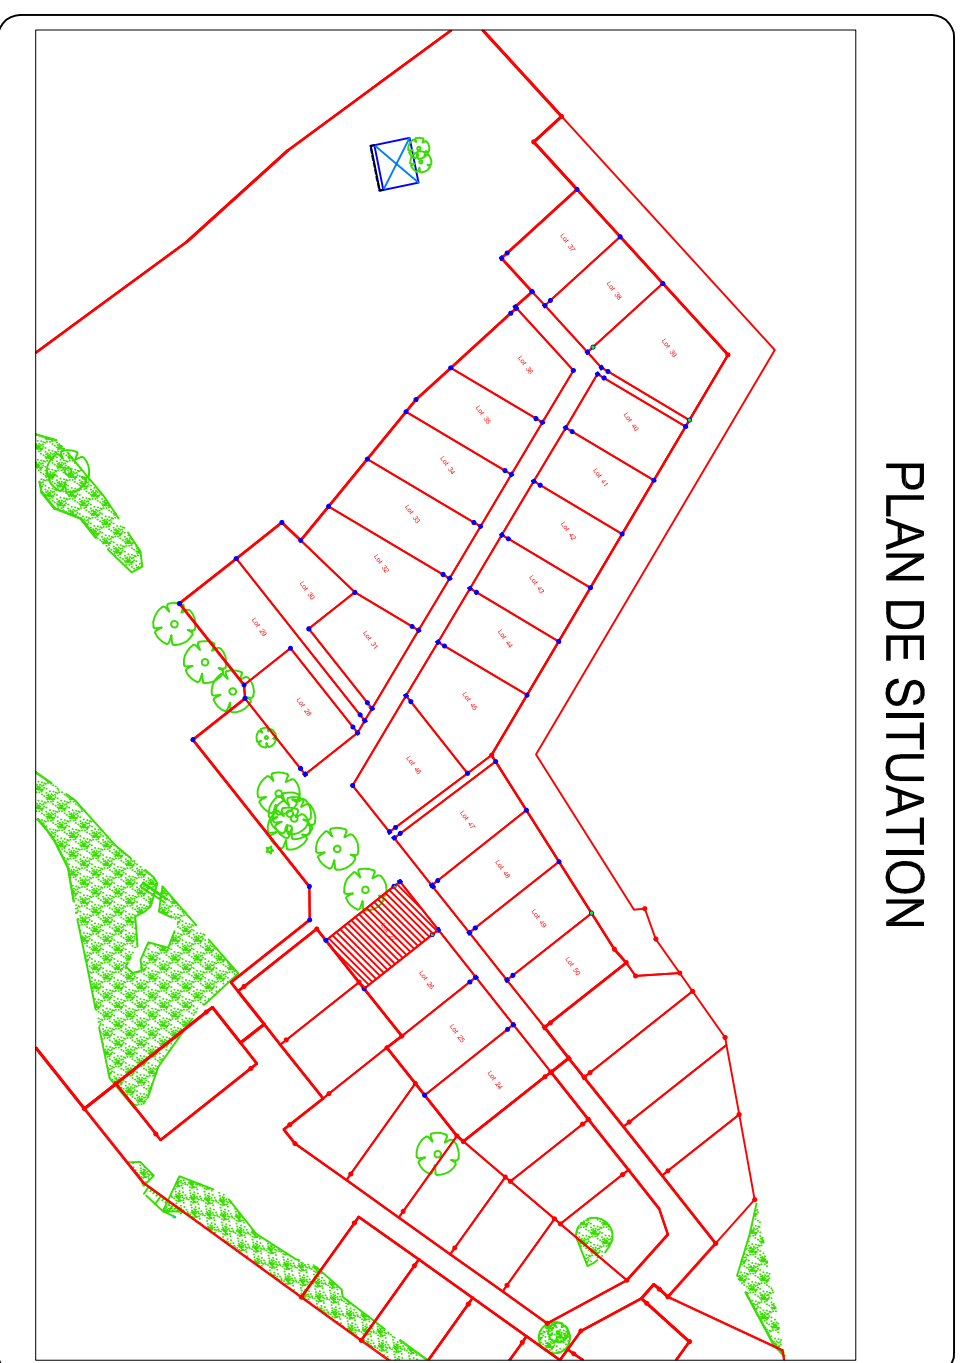 PLAN DE SITUATION
Lot 37
Lot 38
Lot 39
Lot 36
Lot 40
Lot 35
Lot 34
Lot 41
Lot 33
Lot 42
Lot 32
Lot 43
Lot 30
Lot 29
Lot 31
Lot 44
Lot 28
Lot 45
Lot 46
Lot 47
Lot 48
Lot 49
Lot 50
Lot 26
Lot 25
Lot 24